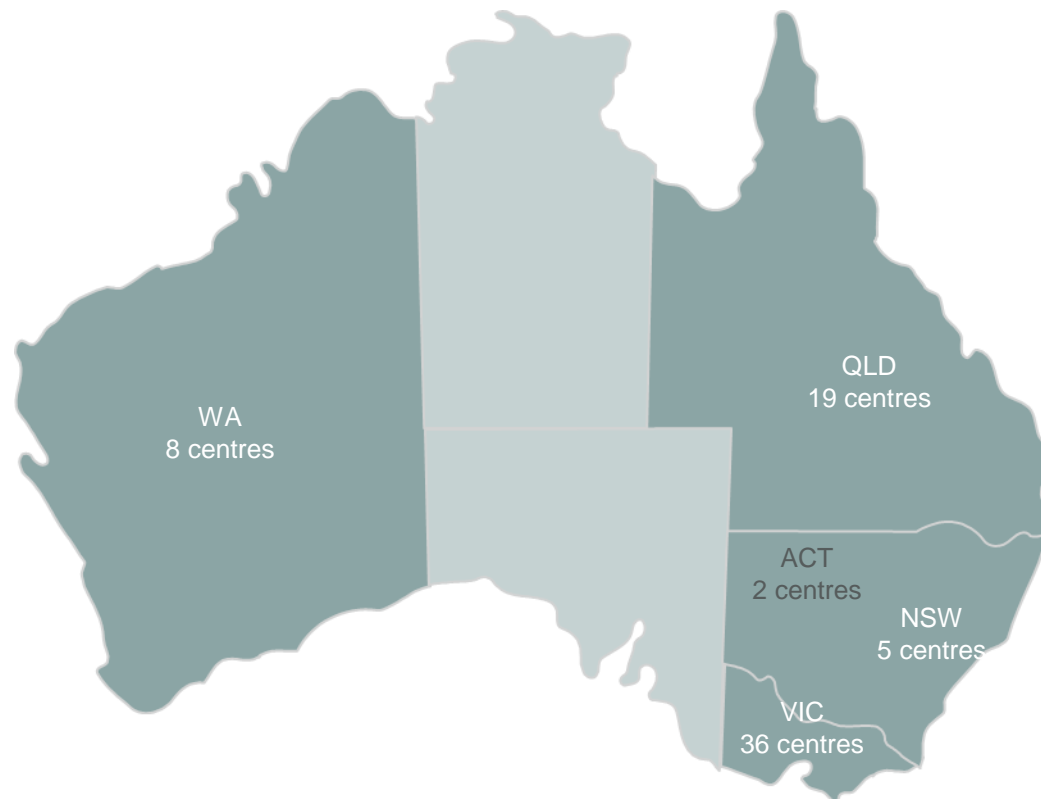 QLD
19 centres
WA
8 centres
ACT
2 centres
NSW
5 centres
VIC
36 centres